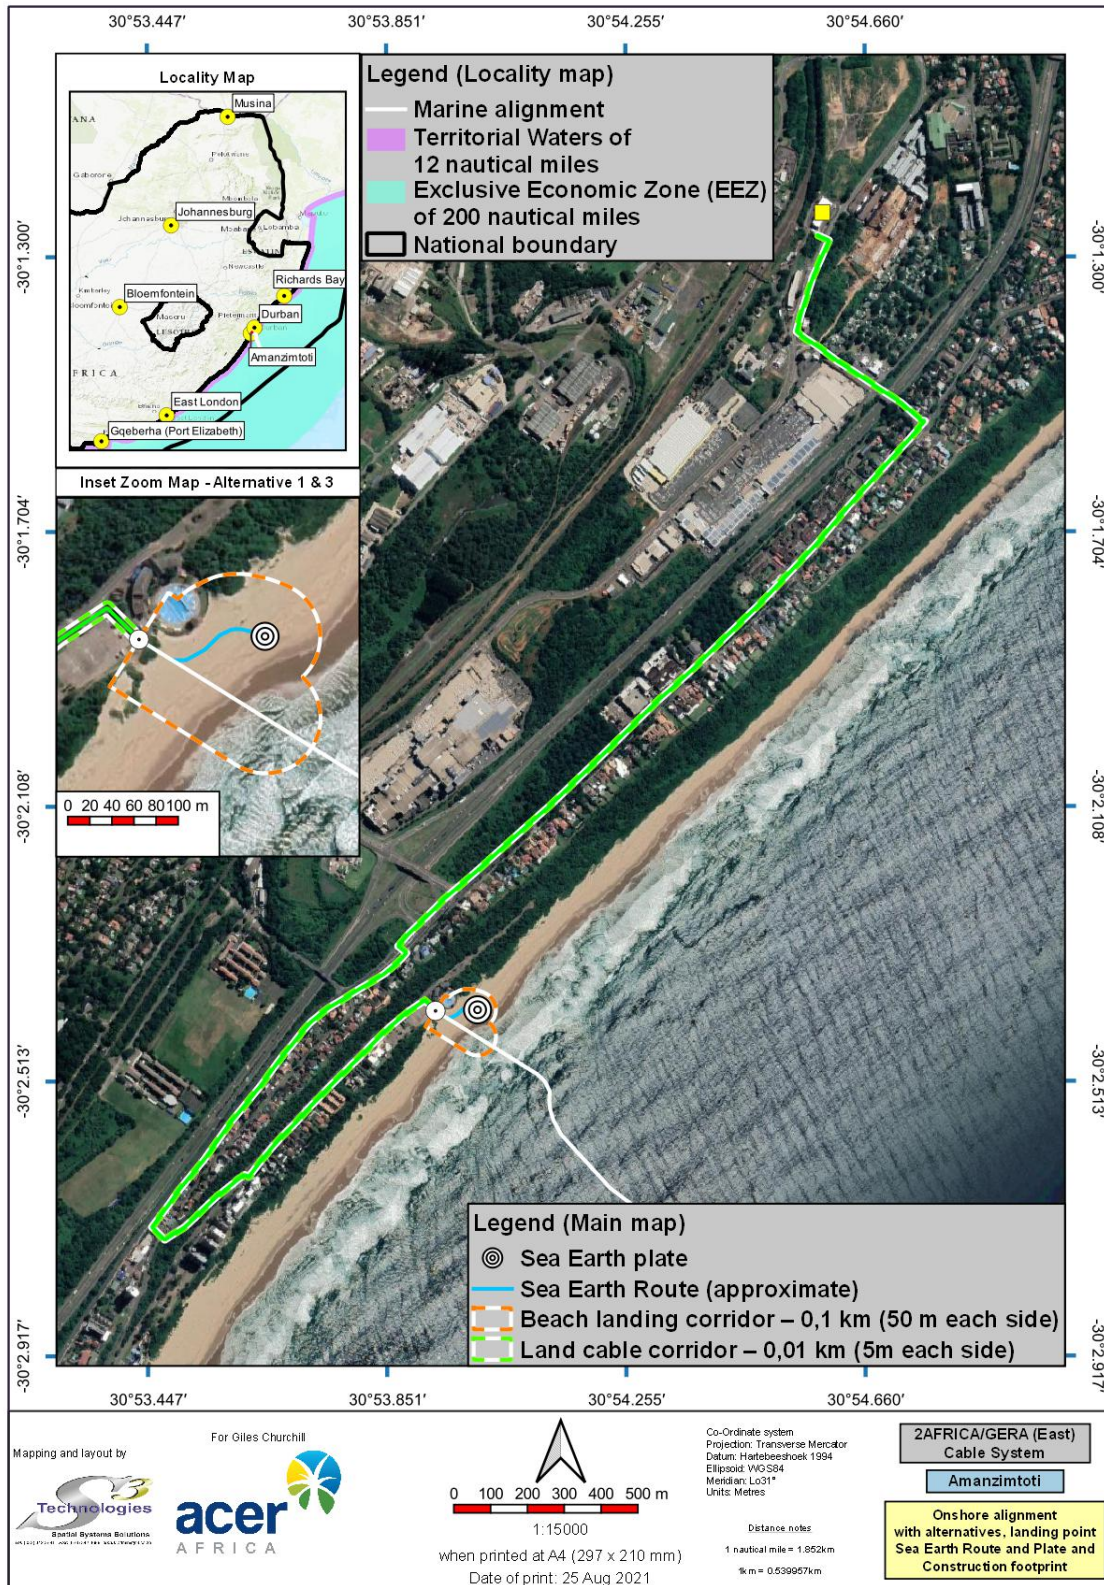 30°53.447' 30°53.851' 30°54.255' 30°54.660'
-30°1.300'
-30°1.704'
-30°2.108'
-30°2.513'
-30°2.917'
Locality Map
Musina
Gaborone
Johannesburg
Lobamba
Newcastle
Kimberley
Bloemfontein
Maseru
LESOTHO
Richards Bay
Durban
Amanzimtoti
East London
Gqeberha (Port Elizabeth)
Legend (Locality map)
Marine alignment
Territorial Waters of
12 nautical miles
Exclusive Economic Zone (EEZ)
of 200 nautical miles
National boundary
Inset Zoom Map - Alternative 1 & 3
0 20 40 60 80 100 m
-30°1.300'
-30°1.704'
-30°2.108'
-30°2.513'
-30°2.917'
Legend (Main map)
Sea Earth plate
Sea Earth Route (approximate)
Beach landing corridor – 0,1 km (50 m each side)
Land cable corridor – 0,01 km (5m each side)
30°53.447' 30°53.851' 30°54.255' 30°54.660'
Mapping and layout by
S3
Technologies
Spatial Systems Solutions
For Giles Churchill
acer
AFRICA
0 100 200 300 400 500 m
1:15000
when printed at A4 (297 x 210 mm)
Date of print: 25 Aug 2021
Co-Ordinate system
Projection: Transverse Mercator
Datum: Hartebeeshoek 1994
Ellipsoid: WGS84
Meridian: Lo31°
Units: Metres
Distance notes
1 nautical mile = 1.852km
1km = 0.539957km
2AFRICA/GERA (East)
Cable System
Amanzimtoti
Onshore alignment
with alternatives, landing point
Sea Earth Route and Plate and
Construction footprint